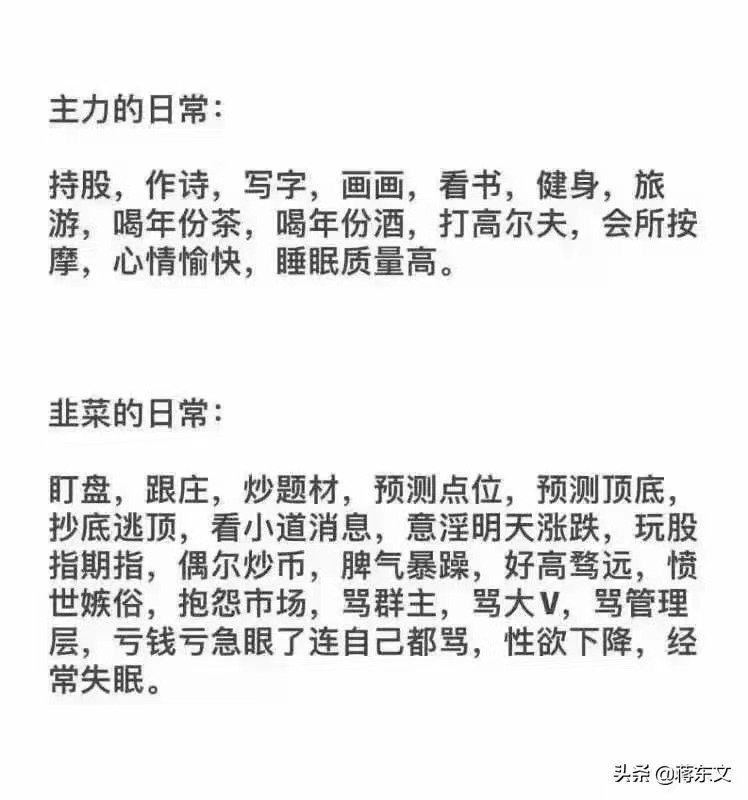 主力的日常：
持股，作诗，写字，画画，看书，健身，旅
游，喝年份茶，喝年份酒，打高尔夫，会所按
摩，心情愉快，睡眠质量高。
韭菜的日常：
盯盘，跟庄，炒题材，预测点位，预测顶底，
抄底逃顶，看小道消息，意淫明天涨跌，玩股
指期指，偶尔炒币，脾气暴躁，好高骛远，愤
世嫉俗，抱怨市场，骂群主，骂大V，骂管理
层，亏钱亏急眼了连自己都骂，性欲下降，经
常失眠。
头条 @蒋东文